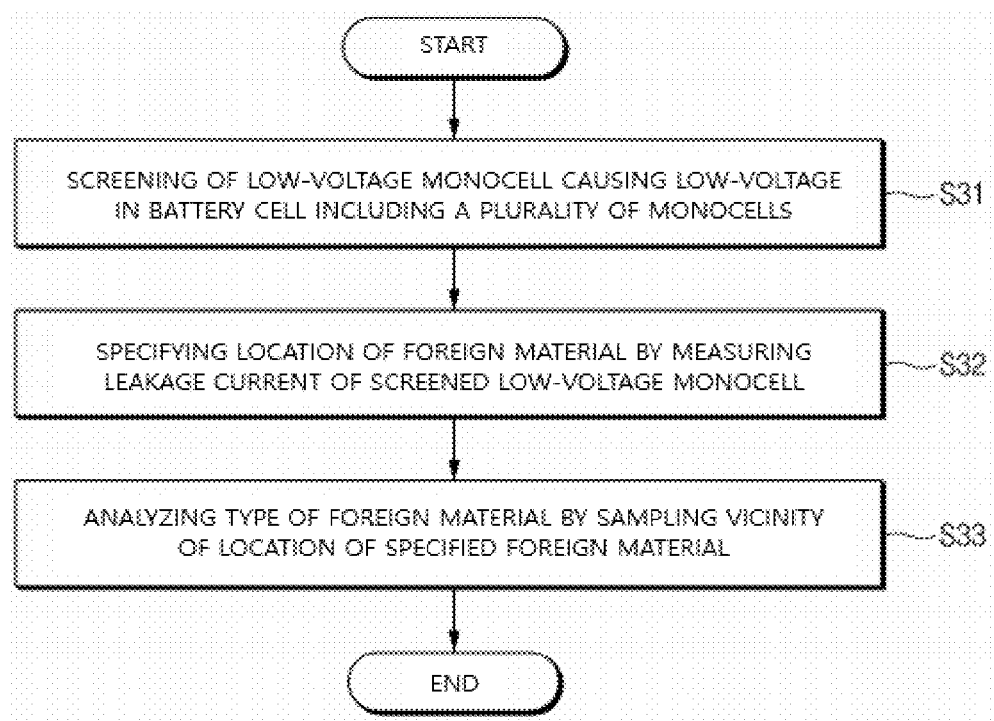 START
SCREENING OF LOW-VOLTAGE MONOCELL CAUSING LOW-VOLTAGE
IN BATTERY CELL INCLUDING A PLURALITY OF MONOCELLS
S31
SPECIFYING LOCATION OF FOREIGN MATERIAL BY MEASURING
LEAKAGE CURRENT OF SCREENED LOW-VOLTAGE MONOCELL
S32
ANALYZING TYPE OF FOREIGN MATERIAL BY SAMPLING VICINITY
OF LOCATION OF SPECIFIED FOREIGN MATERIAL
S33
END